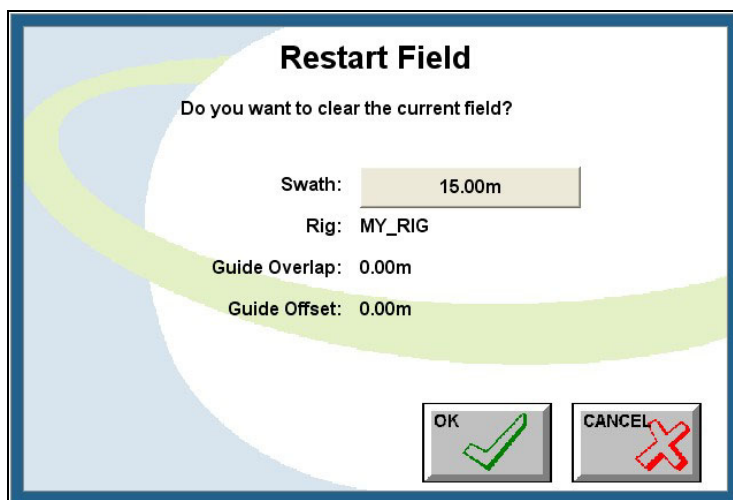 Restart Field
Do you want to clear the current field?
Swath: 15.00m
Rig: MY_RIG
Guide Overlap: 0.00m
Guide Offset: 0.00m
OK CANCEL